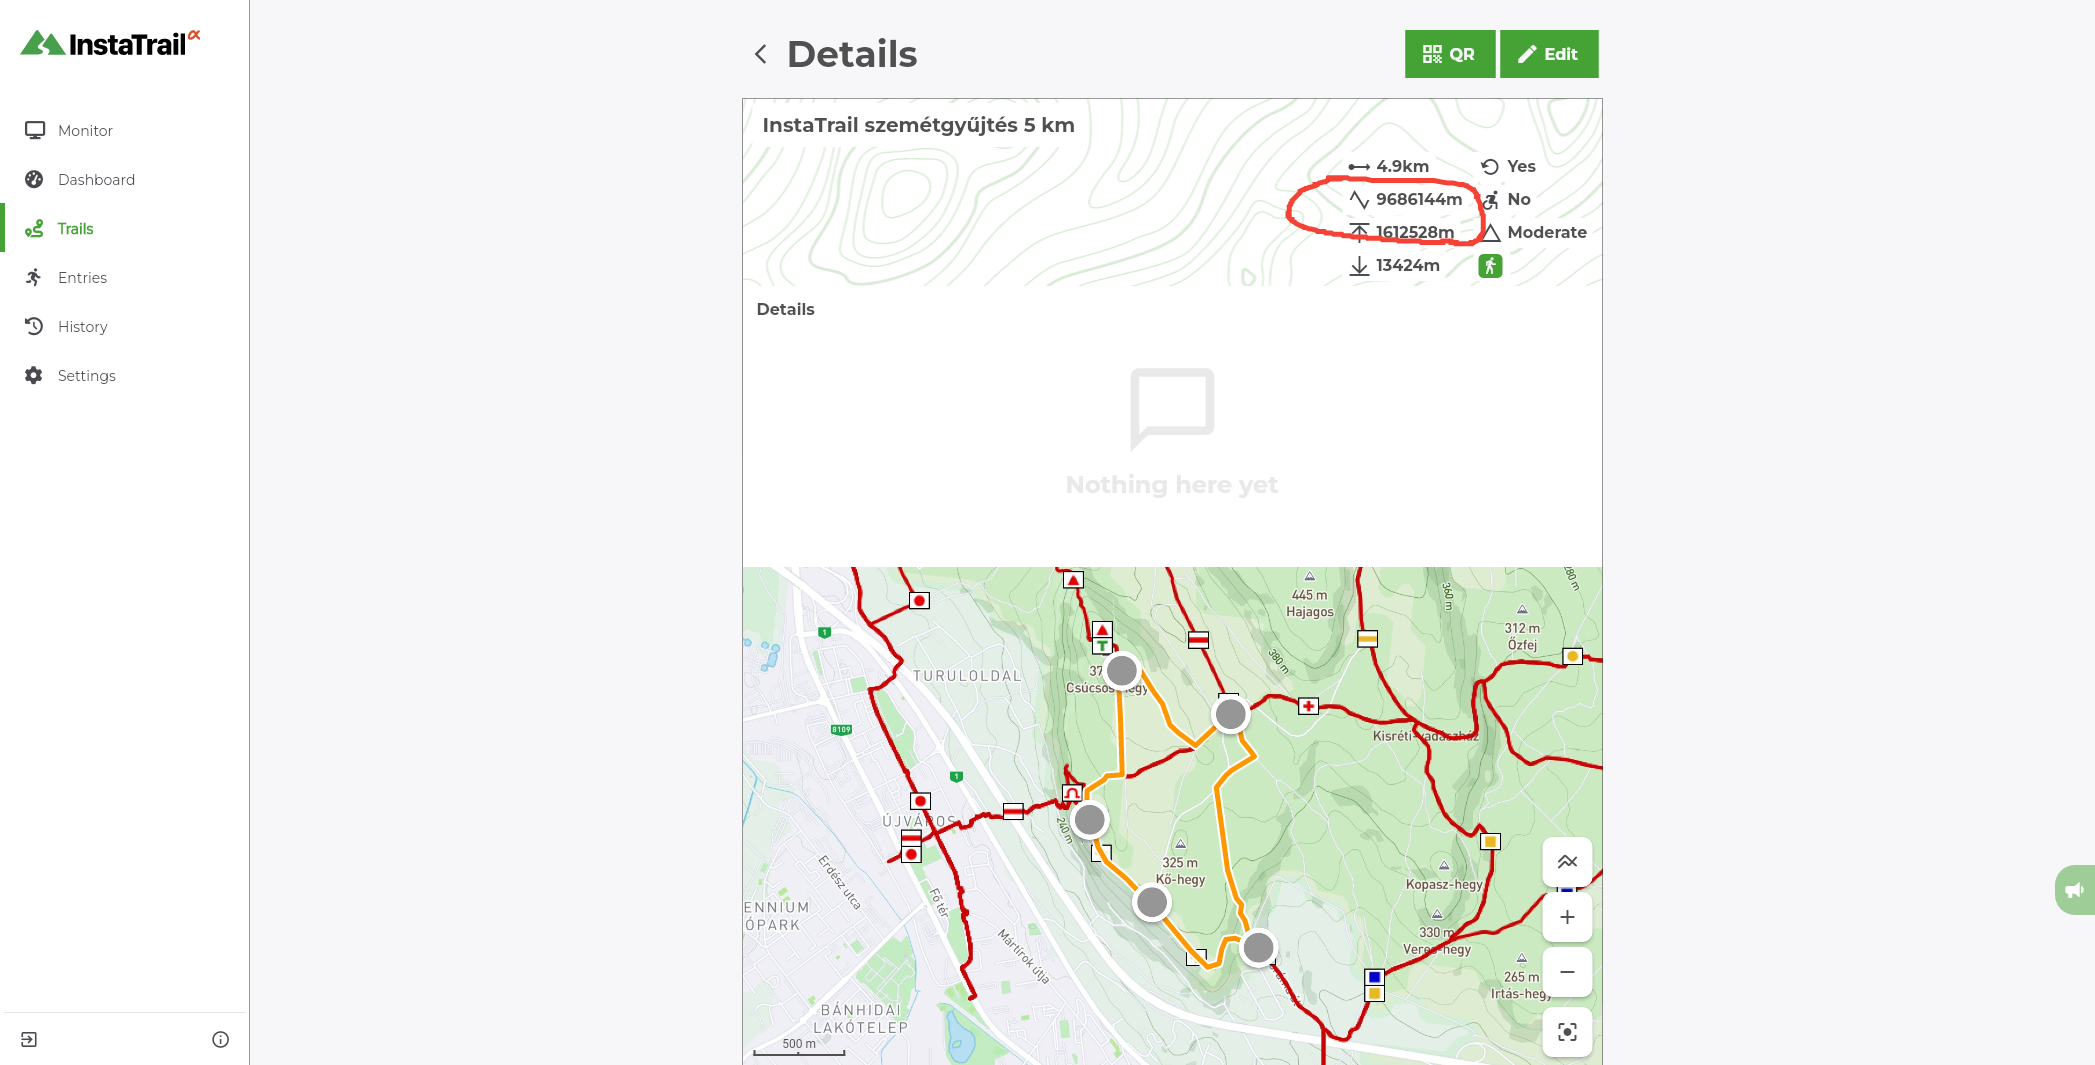 InstaTrail α
Monitor
Dashboard
Trails
Entries
History
Settings
Details
QR
Edit
InstaTrail szemétgyűjtés 5 km
4.9km
Yes
9686144m
No
1612528m
Moderate
13424m
Details
Nothing here yet
445 m
Hajagos
280 m
360 m
312 m
Őzfej
380 m
1
TURULOLDAL
37
Csúcsos-hegy
8109
Kisréti-vadászház
1
ÚJVÁROS
240 m
325 m
Kő-hegy
Erdész utca
Fő tér
Kopasz-hegy
ENNIUM
ÓPARK
330 m
Veres-hegy
Mártírok útja
265 m
Irtás-hegy
BÁNHIDAI
LAKÓTELEP
500 m